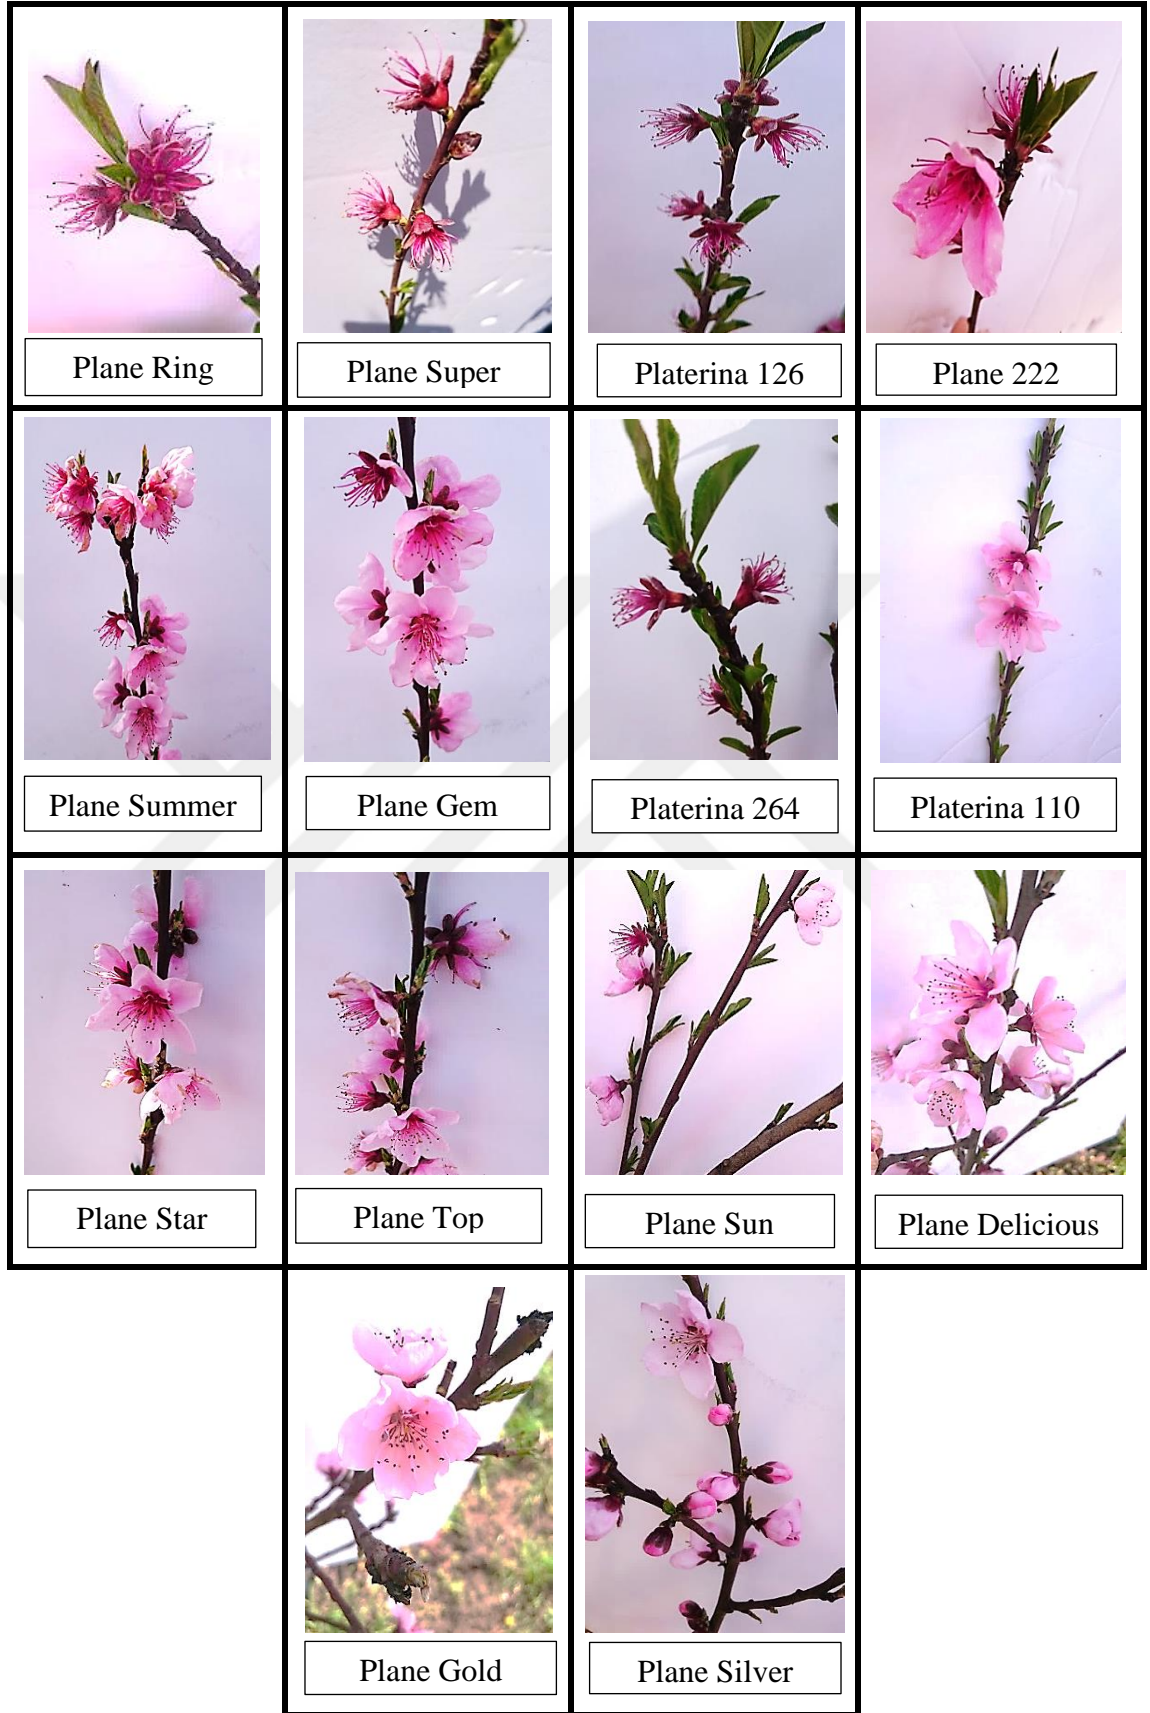 Plane Ring
Plane Super
Platerina 126
Plane 222
Plane Summer
Plane Gem
Platerina 264
Platerina 110
Plane Star
Plane Top
Plane Sun
Plane Delicious
Plane Gold
Plane Silver